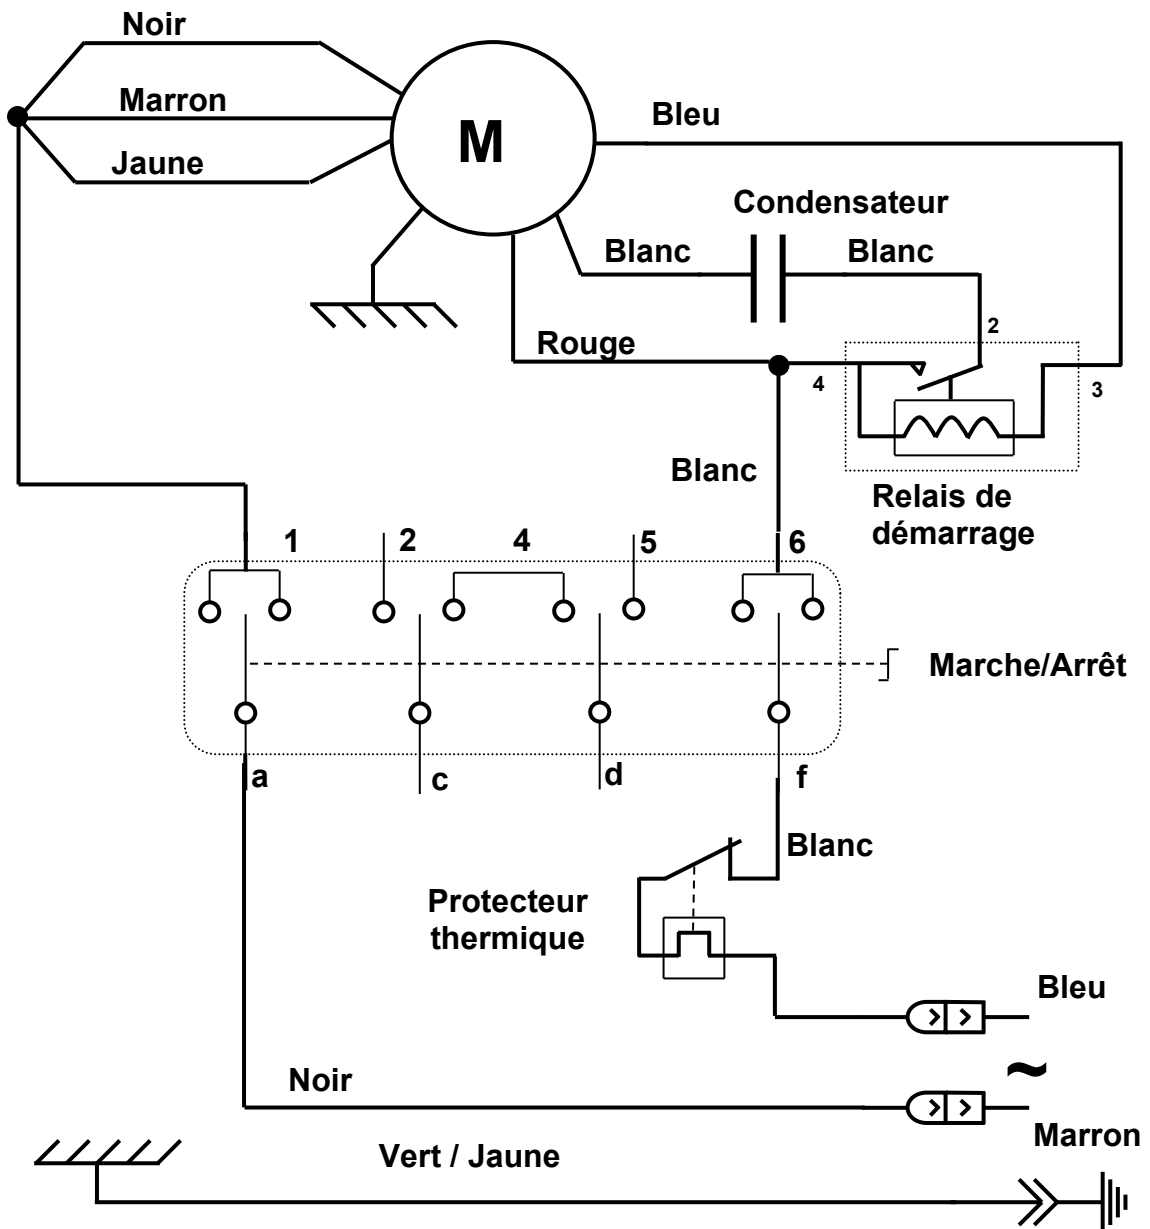 Noir
Marron
Jaune
M
Bleu
Condensateur
Blanc
Blanc
2
Rouge
4
3
Blanc
Relais de
démarrage
1
2
4
5
6
Marche/Arrêt
a
c
d
f
Blanc
Protecteur
thermique
Bleu
~
Noir
Marron
Vert / Jaune